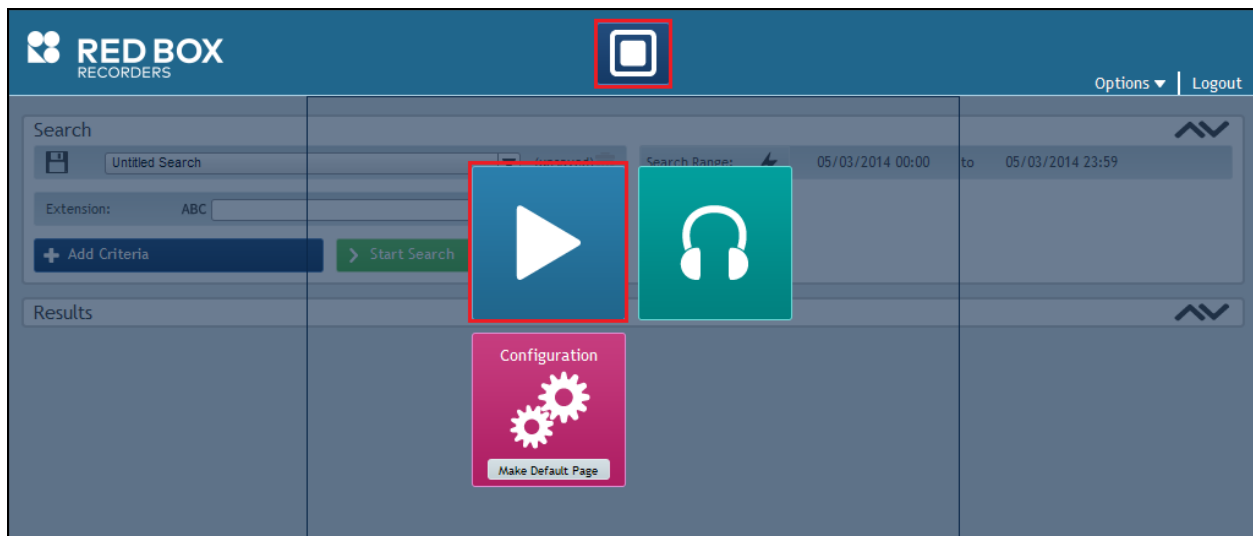 RED BOX
RECORDERS
Options ▼ | Logout
Search
Untitled Search (unsaved) Search Range: 05/03/2014 00:00 to 05/03/2014 23:59
Extension: ABC
Add Criteria Start Search
Results
Configuration
Make Default Page